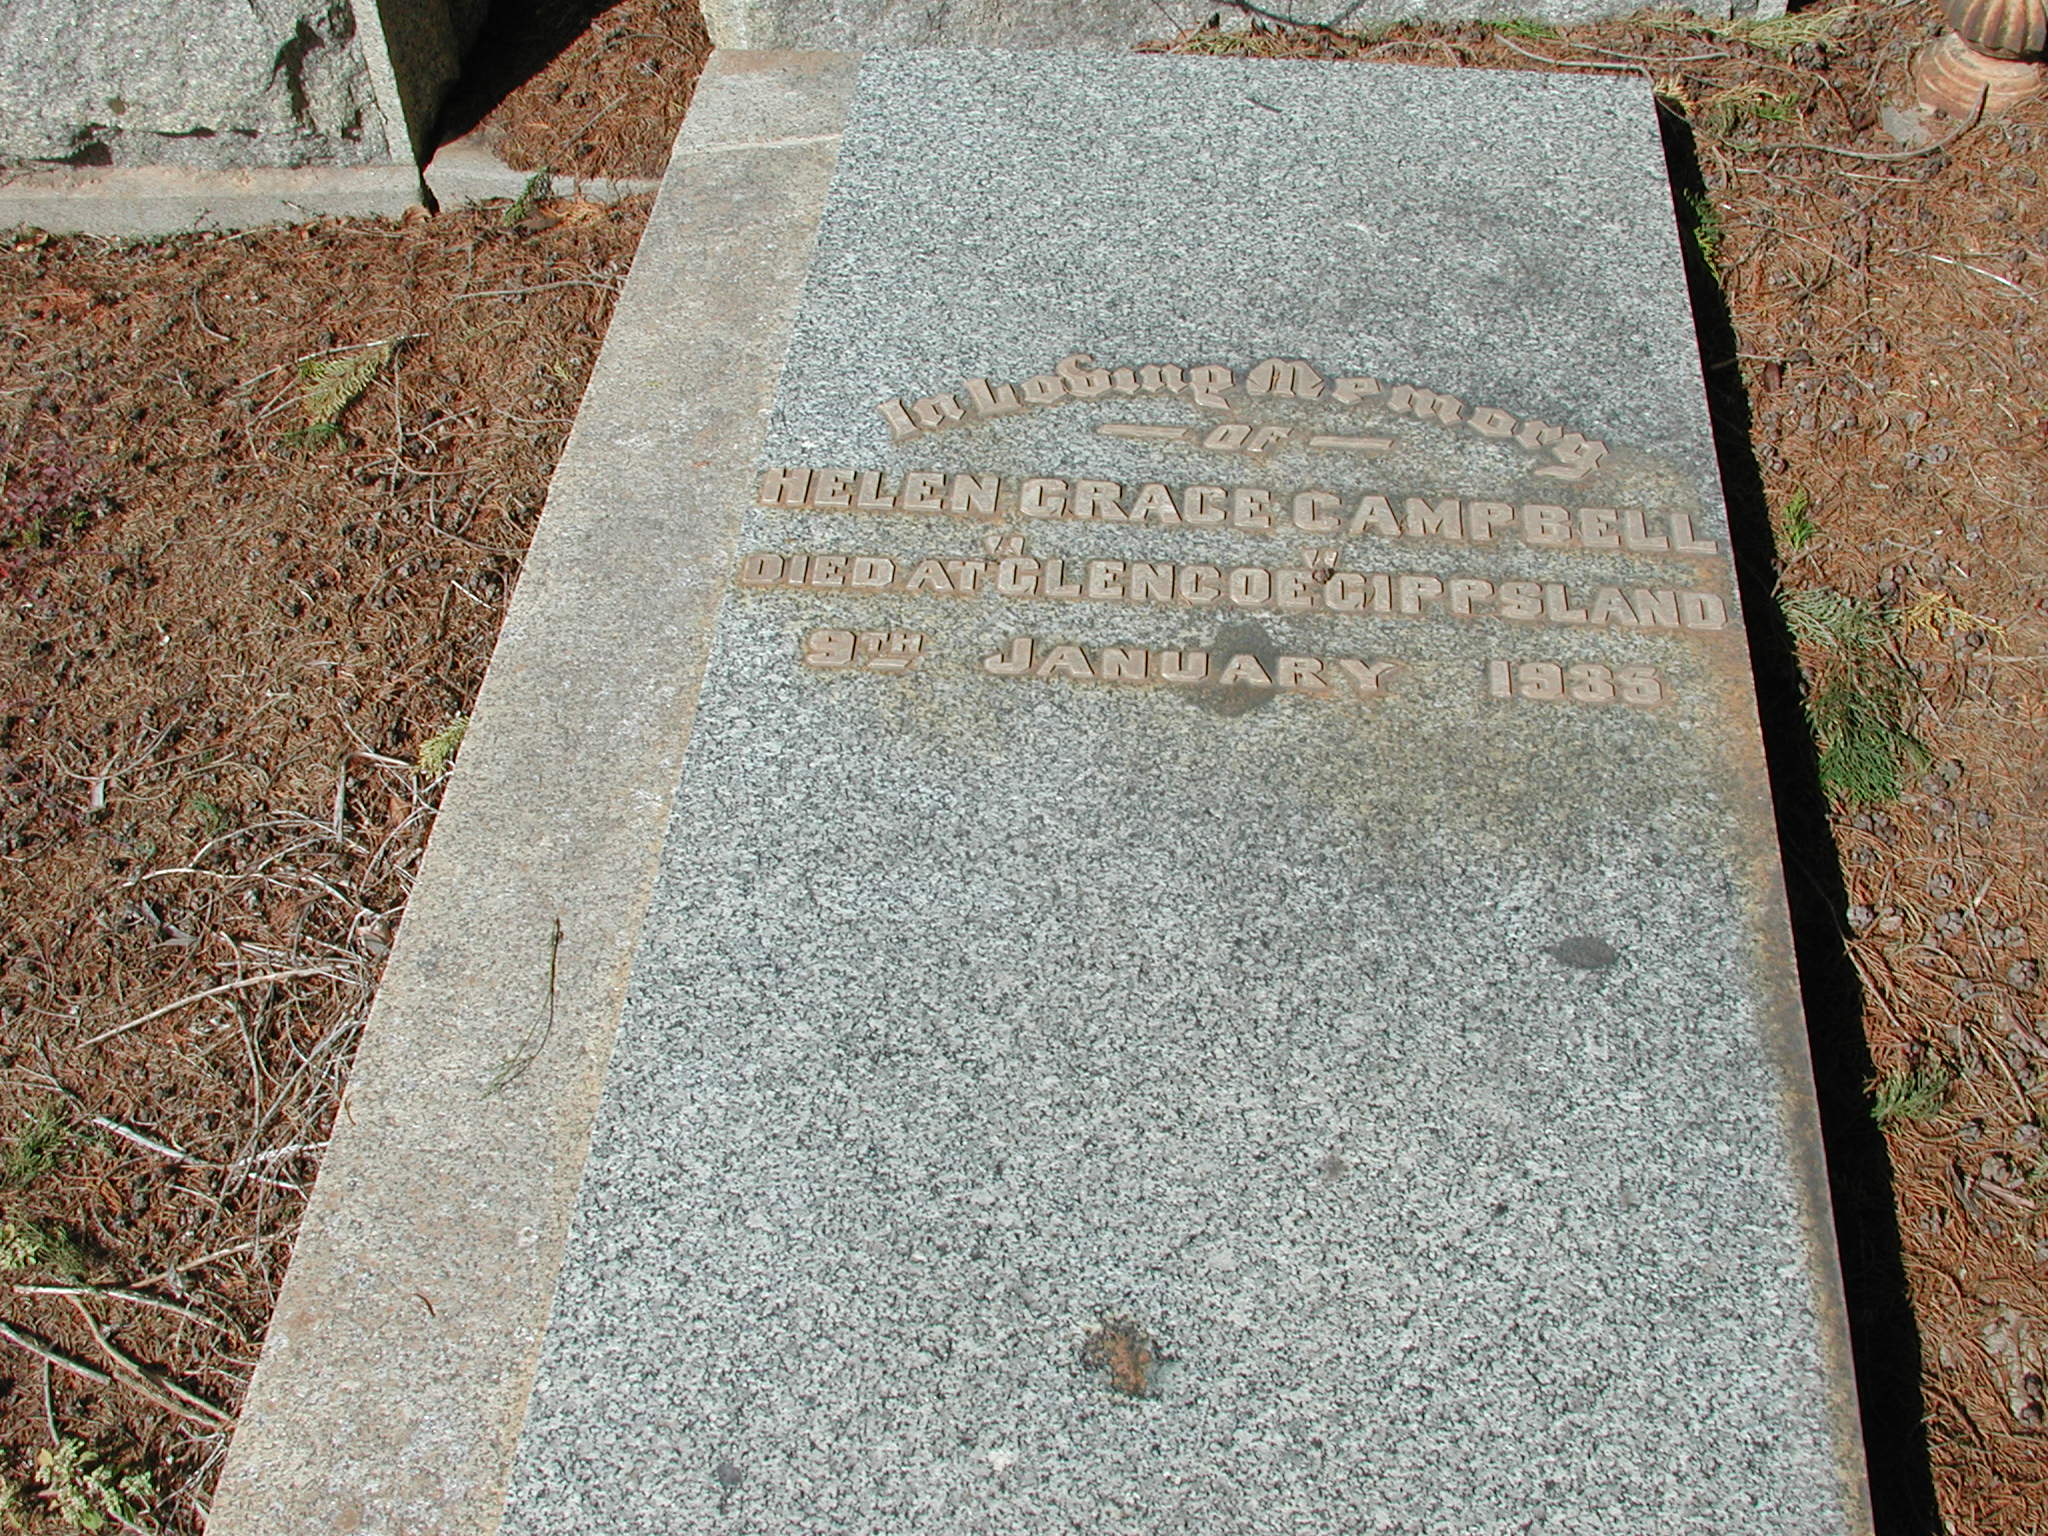 In Loving Memory
— OF —
HELEN GRACE CAMPBELL
DIED AT "GLENCOE" GIPPSLAND
9TH JANUARY 1935